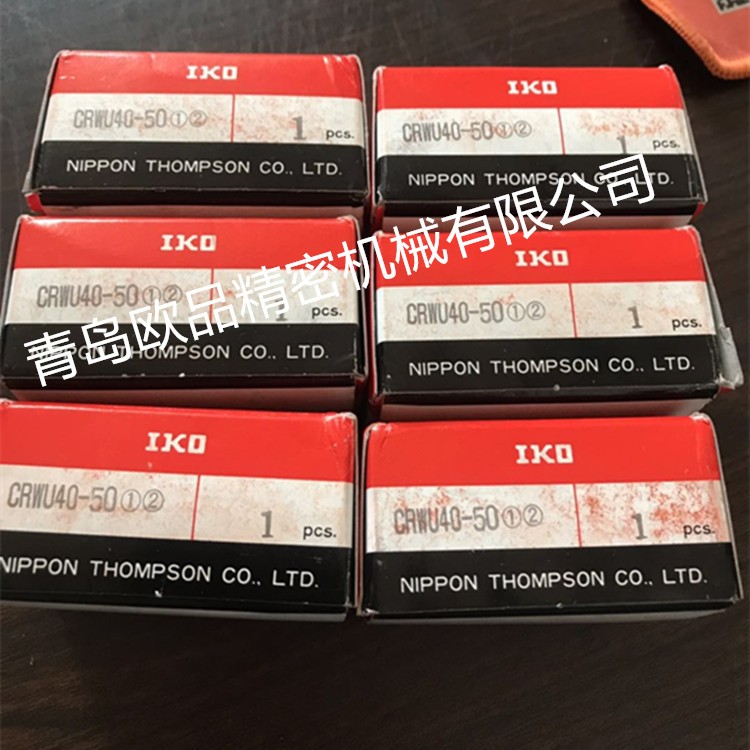 IKO
CRWU40-50①② 1 pcs.
NIPPON THOMPSON CO., LTD.
IKO
CRWU40-50①② 1 pcs.
NIPPON THOMPSON CO., LTD.
IKO
CRWU40-50①② 1 pcs.
NIPPON THOMPSON CO., LTD.
IKO
CRWU40-50①② 1 pcs.
NIPPON THOMPSON CO., LTD.
IKO
CRWU40-50①② 1 pcs.
NIPPON THOMPSON CO., LTD.
IKO
CRWU40-50①② 1 pcs.
NIPPON THOMPSON CO., LTD.
青岛欧品精密机械有限公司